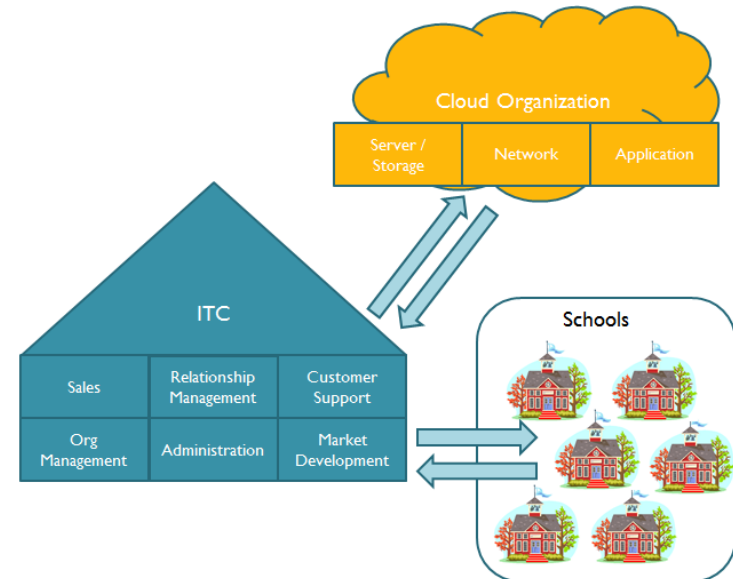 Cloud Organization
Server /
Storage
Network
Application
ITC
Sales
Relationship
Management
Customer
Support
Org
Management
Administration
Market
Development
Schools